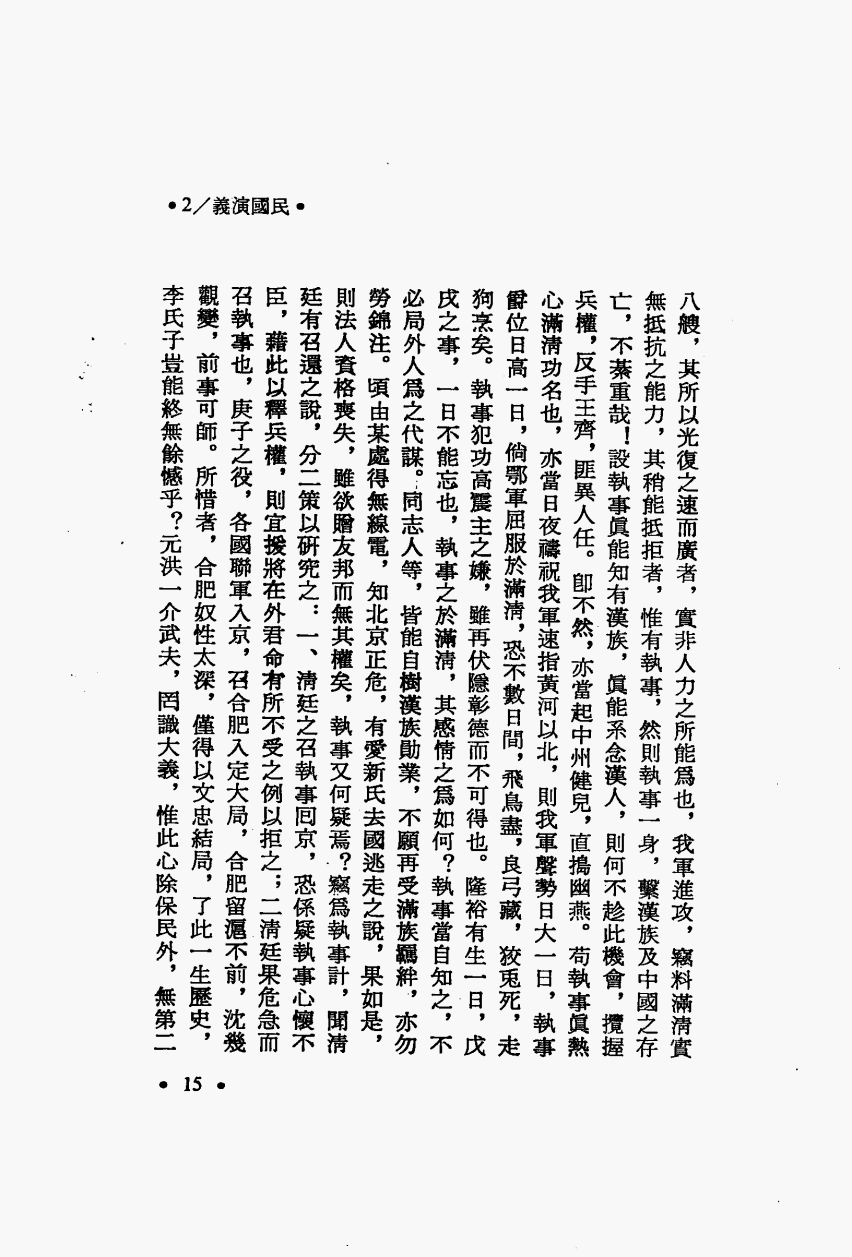 •2／義演國民•
八艘，其所以光復之速而廣者，實非人力之所能爲也，我軍進攻，竊料滿清實
無抵抗之能力，其稍能抵拒者，惟有執事，然則執事一身，繫漢族及中國之存
亡，不綦重哉！設執事眞能知有漢族，眞能系念漢人，則何不趁此機會，攬握
兵權，反手王齊，匪異人任。卽不然，亦當起中州健兒，直搗幽燕。苟執事眞熱
心滿清功名也，亦當日夜禱祝我軍速指黃河以北，則我軍聲勢日大一日，執事
爵位日高一日，倘鄂軍屈服於滿淸，恐不數日間，飛鳥盡，良弓藏，狡兎死，走
狗烹矣。執事犯功高震主之嫌，雖再伏隱彰德而不可得也。隆裕有生一日，戊
戌之事，一日不能忘也，執事之於滿淸，其感情之爲如何？執事當自知之，不
必局外人爲之代謀。同志人等，皆能自樹漢族勛業，不願再受滿族羈絆，亦勿
勞錦注。頃由某處得無線電，知北京正危，有愛新氏去國逃走之說，果如是，
則法人資格喪失，雖欲贈友邦而無其權矣，執事又何疑焉？竊爲執事計，聞清
廷有召還之說，分二策以硏究之：一、淸廷之召執事回京，恐係疑執事心懷不
臣，藉此以釋兵權，則宜援將在外君命有所不受之例以拒之；二淸廷果危急而
召執事也，庚子之役，各國聯軍入京，召合肥入定大局，合肥留滬不前，沈幾
觀變，前事可師。所惜者，合肥奴性太深，僅得以文忠結局，了此一生歷史，
李氏子豈能終無餘憾乎？元洪一介武夫，罔識大義，惟此心除保民外，無第二
•15•